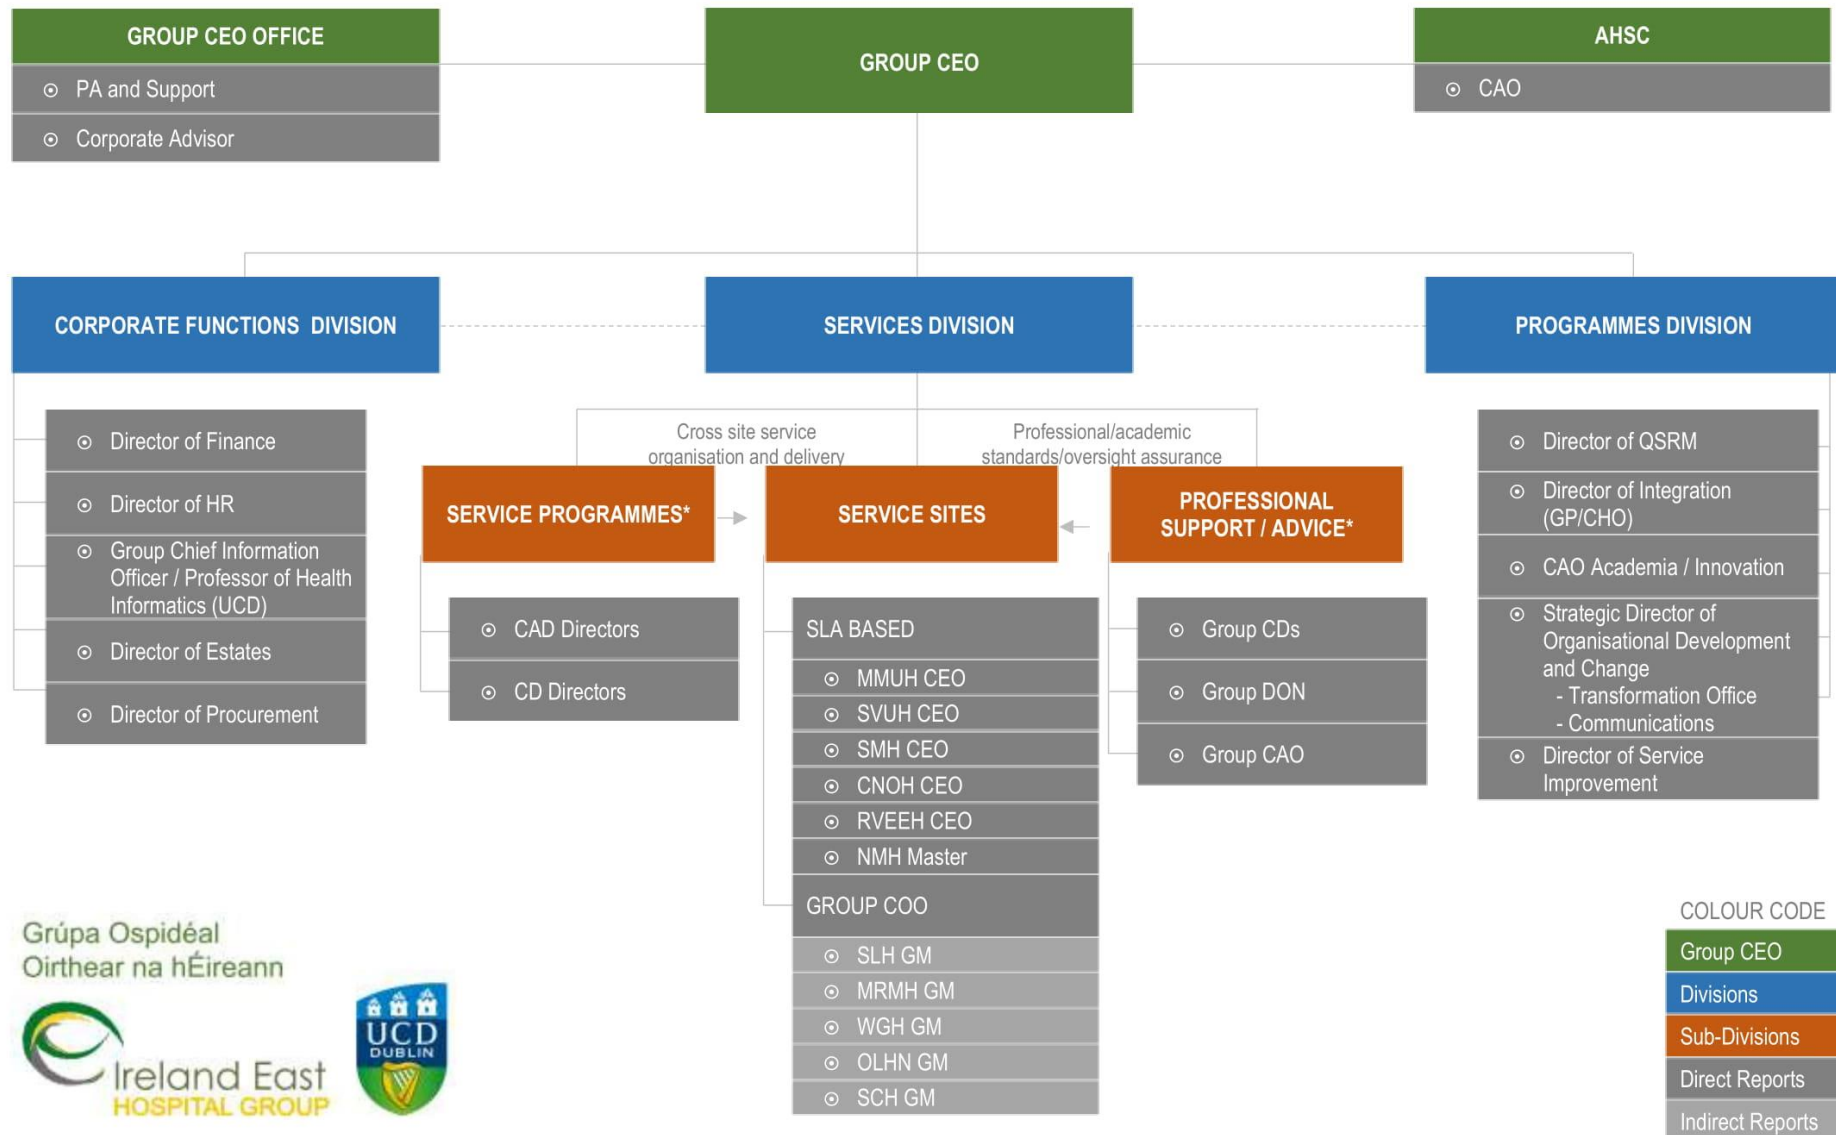 GROUP CEO OFFICE
PA and Support
Corporate Advisor
GROUP CEO
AHSC
CAO
CORPORATE FUNCTIONS DIVISION
SERVICES DIVISION
PROGRAMMES DIVISION
Director of Finance
Director of HR
Group Chief Information
Officer / Professor of Health
Informatics (UCD)
Director of Estates
Director of Procurement
Cross site service
organisation and delivery
Professional/academic
standards/oversight assurance
SERVICE PROGRAMMES*
CAD Directors
CD Directors
SERVICE SITES
SLA BASED
MMUH CEO
SVUH CEO
SMH CEO
CNOH CEO
RVEEH CEO
NMH Master
GROUP COO
SLH GM
MRMH GM
WGH GM
OLHN GM
SCH GM
PROFESSIONAL
SUPPORT / ADVICE*
Group CDs
Group DON
Group CAO
Director of QSRM
Director of Integration
(GP/CHO)
CAO Academia / Innovation
Strategic Director of
Organisational Development
and Change
- Transformation Office
- Communications
Director of Service
Improvement
Grúpa Ospidéal
Oirthear na hÉireann
Ireland East
HOSPITAL GROUP
UCD
DUBLIN
COLOUR CODE
Group CEO
Divisions
Sub-Divisions
Direct Reports
Indirect Reports